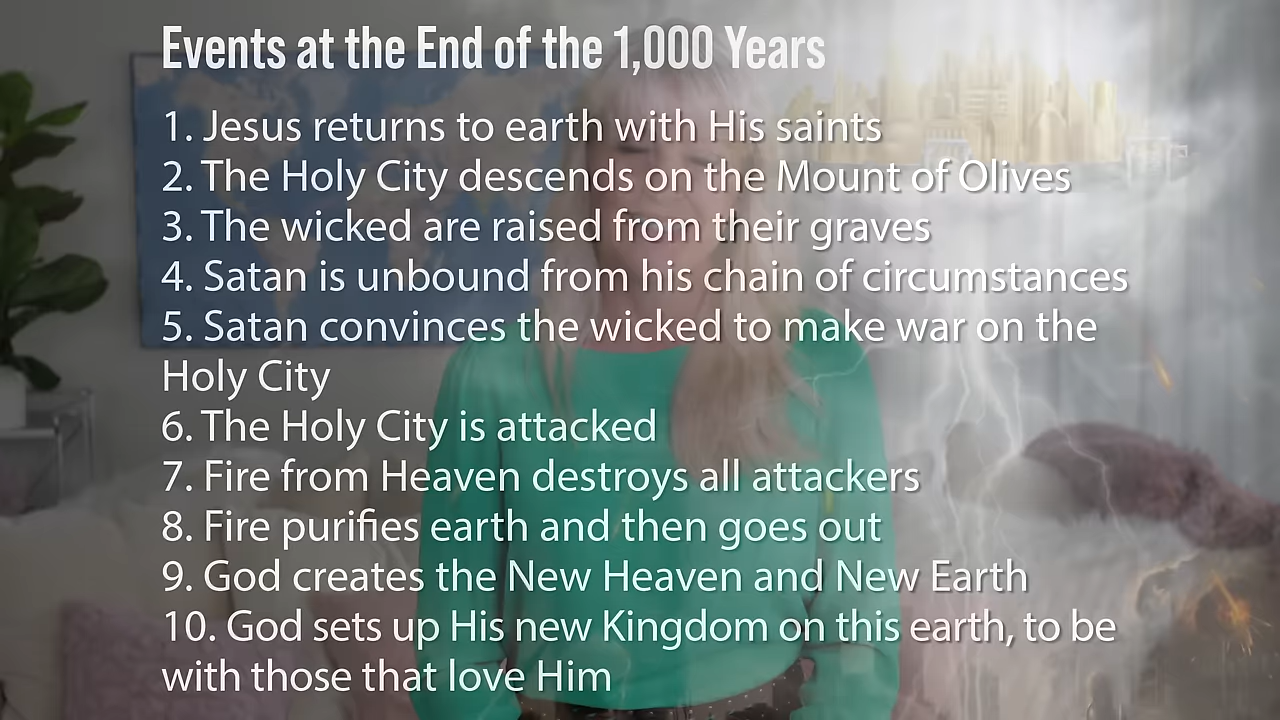 Events at the End of the 1,000 Years
1. Jesus returns to earth with His saints
2. The Holy City descends on the Mount of Olives
3. The wicked are raised from their graves
4. Satan is unbound from his chain of circumstances
5. Satan convinces the wicked to make war on the
Holy City
6. The Holy City is attacked
7. Fire from Heaven destroys all attackers
8. Fire purifies earth and then goes out
9. God creates the New Heaven and New Earth
10. God sets up His new Kingdom on this earth, to be
with those that love Him